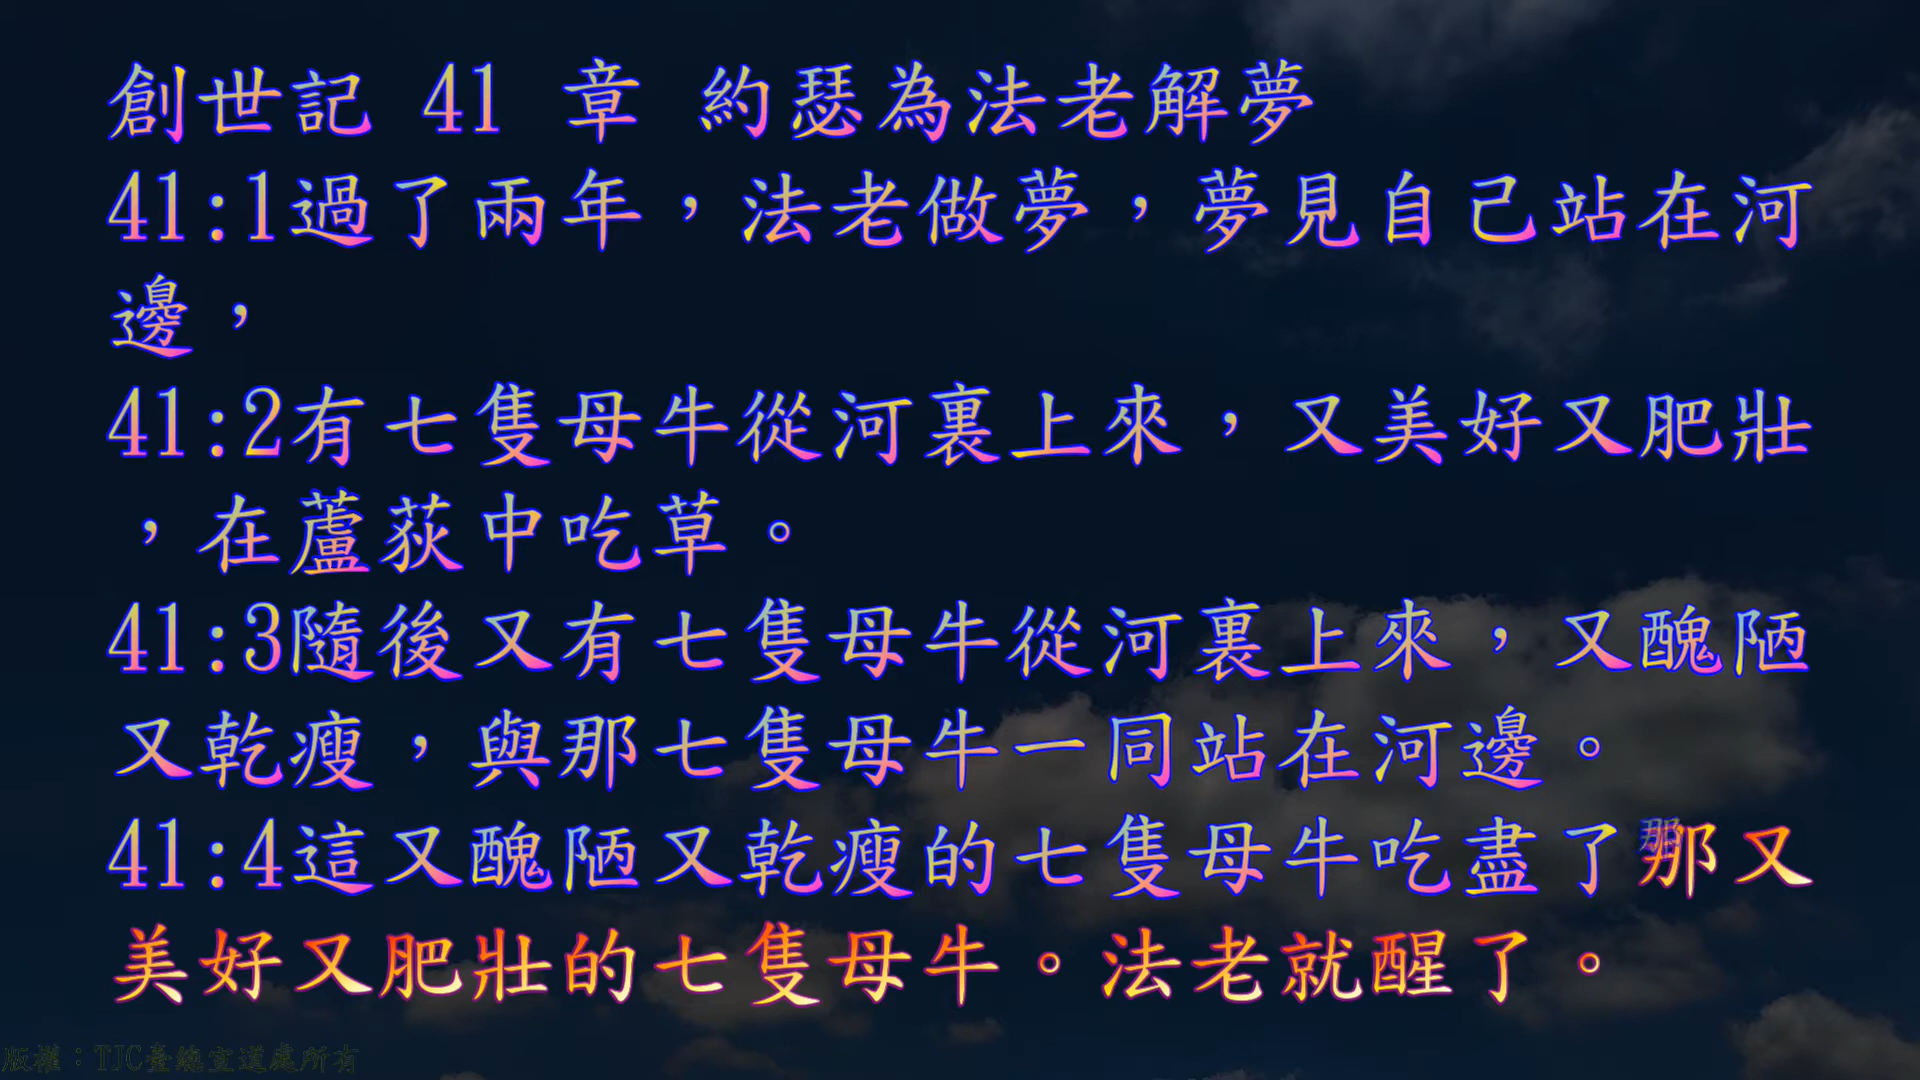 創世記 41 章 約瑟為法老解夢
41:1過了兩年，法老做夢，夢見自己站在河
邊，
41:2有七隻母牛從河裏上來，又美好又肥壯
，在蘆荻中吃草。
41:3隨後又有七隻母牛從河裏上來，又醜陋
又乾瘦，與那七隻母牛一同站在河邊。
41:4這又醜陋又乾瘦的七隻母牛吃盡了那又
美好又肥壯的七隻母牛。法老就醒了。
版權：TJC臺總宣道處所有